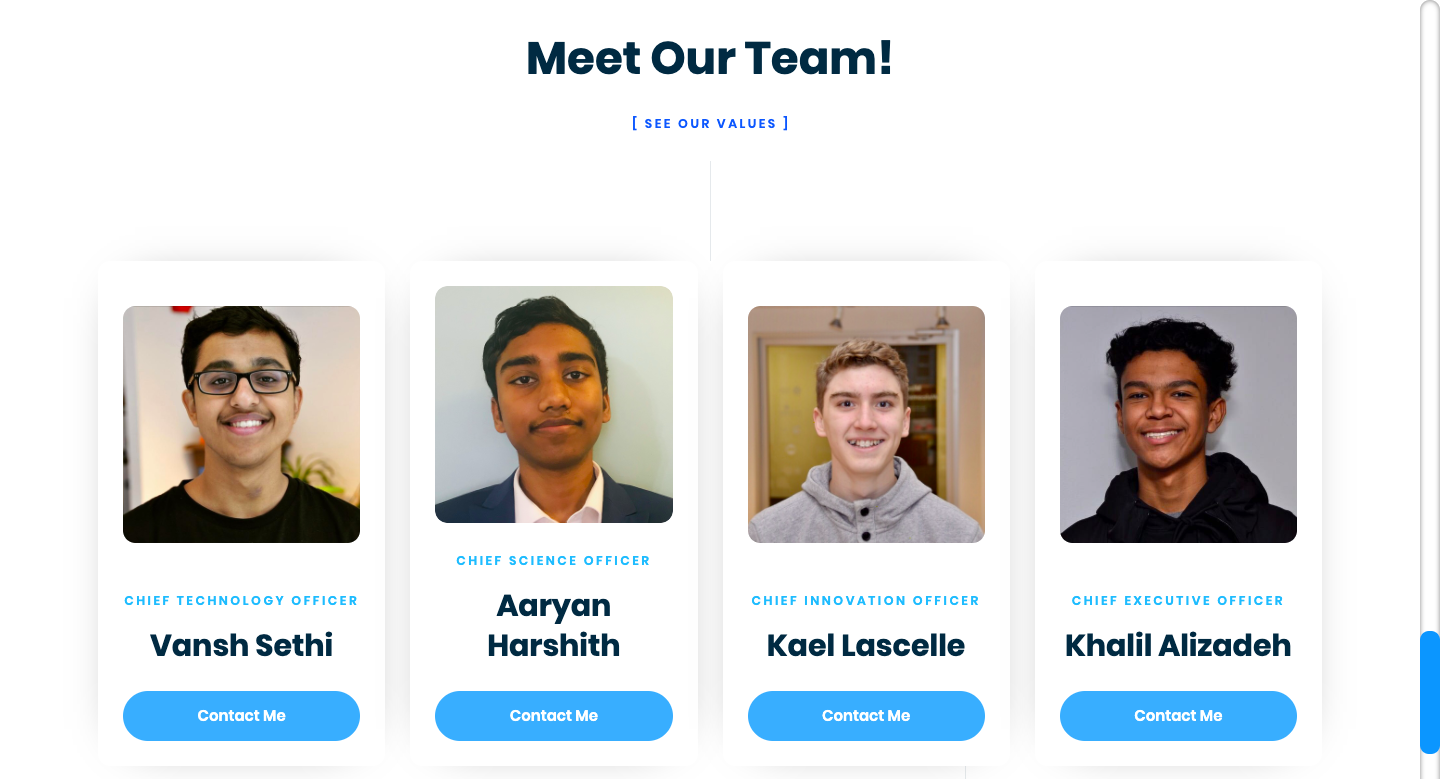 Meet Our Team!
[ SEE OUR VALUES ]
CHIEF TECHNOLOGY OFFICER
Vansh Sethi
Contact Me
CHIEF SCIENCE OFFICER
Aaryan
Harshith
Contact Me
CHIEF INNOVATION OFFICER
Kael Lascelle
Contact Me
CHIEF EXECUTIVE OFFICER
Khalil Alizadeh
Contact Me